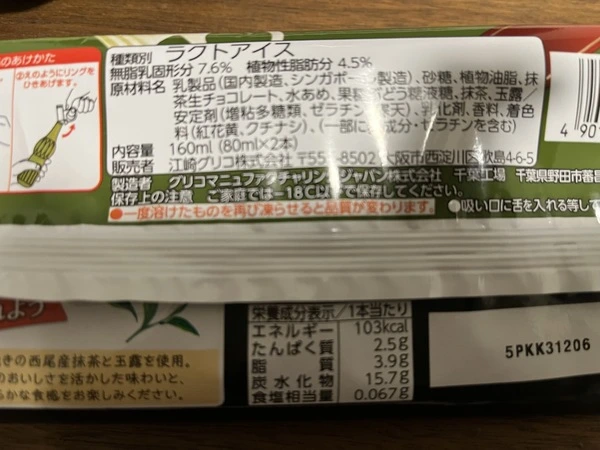 のあけかた
②えのようにリングを
ひきあげます。
種類別 ラクトアイス
無脂乳固形分 7.6% 植物性脂肪分 4.5%
原材料名 乳製品(国内製造、シンガポール製造)、砂糖、植物油脂、抹
茶生チョコレート、水あめ、果糖ぶどう糖液糖、抹茶、玉露/
安定剤(増粘多糖類、ゼラチン、寒天)、乳化剤、香料、着色
料(紅花黄、クチナシ)、(一部に乳成分・ゼラチンを含む)
内容量 160ml (80ml×2本)
販売者 江崎グリコ株式会社 〒555-8502 大阪市西淀川区歌島4-6-5
製造者 グリコマニュファクチャリングジャパン株式会社 千葉工場 千葉県野田市蕃昌
保存上の注意 ご家庭では−18℃以下で保存してください。
●一度溶けたものを再び凍らせると品質が変わります。
●吸い口に舌を入れる等して
4 901
栄養成分表示/1本当たり
エネルギー 103kcal
たんぱく質 2.5g
脂質 3.9g
炭水化物 15.7g
食塩相当量 0.067g
5PKK31206
きの西尾産抹茶と玉露を使用。
のおいしさを活かした味わいと、
らかな食感をお楽しみください。